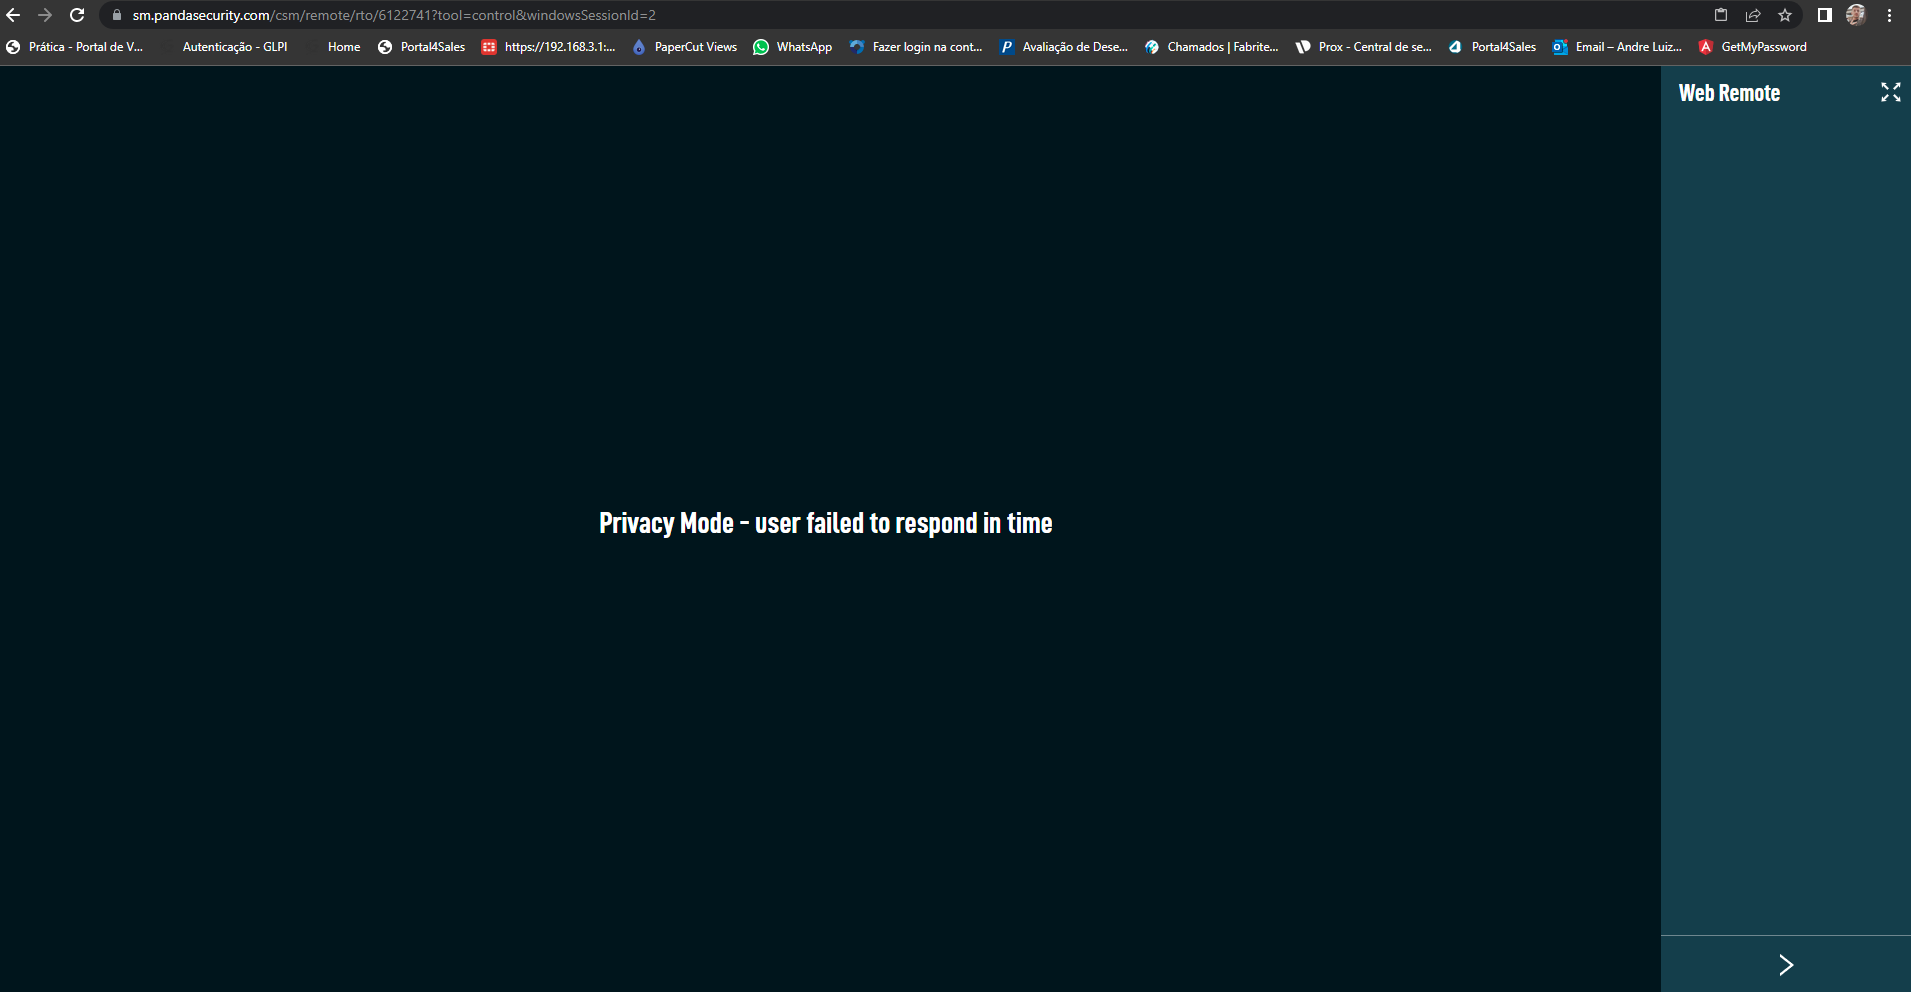 sm.pandasecurity.com/csm/remote/rto/6122741?tool=control&windowsSessionId=2
Prática - Portal de V... Autenticação - GLPI Home Portal4Sales https://192.168.3.1:... PaperCut Views WhatsApp Fazer login na cont... Avaliação de Dese... Chamados | Fabrite... Prox - Central de se... Portal4Sales Email – Andre Luiz... GetMyPassword
Web Remote
Privacy Mode - user failed to respond in time